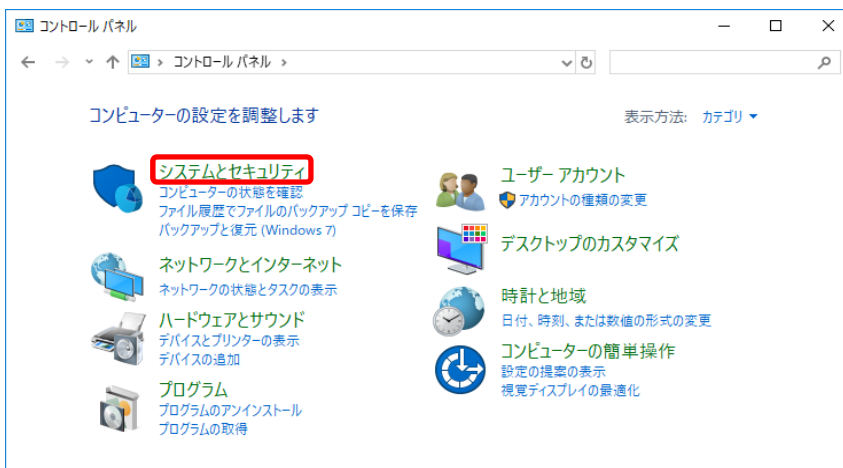 コントロール パネル
コントロール パネル
コンピューターの設定を調整します
表示方法: カテゴリ
システムとセキュリティ
コンピューターの状態を確認
ファイル履歴でファイルのバックアップ コピーを保存
バックアップと復元 (Windows 7)
ネットワークとインターネット
ネットワークの状態とタスクの表示
ハードウェアとサウンド
デバイスとプリンターの表示
デバイスの追加
プログラム
プログラムのアンインストール
プログラムの取得
ユーザー アカウント
アカウントの種類の変更
デスクトップのカスタマイズ
時計と地域
日付、時刻、または数値の形式の変更
コンピューターの簡単操作
設定の提案の表示
視覚ディスプレイの最適化